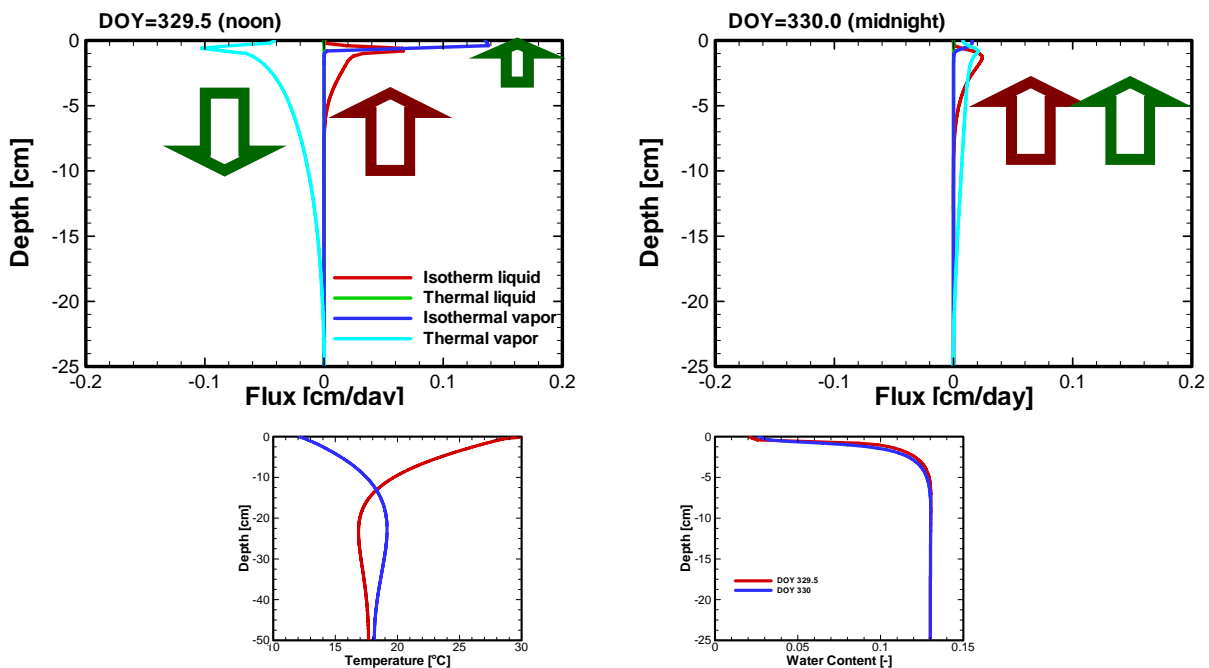 DOY=329.5 (noon)
0
-5
-10
-15
-20
-25
Depth [cm]
-0.2
-0.1
0
0.1
0.2
Flux [cm/day]
Isotherm liquid
Thermal liquid
Isothermal vapor
Thermal vapor
DOY=330.0 (midnight)
0
-5
-10
-15
-20
-25
Depth [cm]
-0.2
-0.1
0
0.1
0.2
Flux [cm/day]
0
-10
-20
-30
-40
-50
Depth [cm]
10
15
20
25
30
Temperature [°C]
0
-5
-10
-15
-20
-25
Depth [cm]
DOY 329.5
DOY 330
0
0.05
0.1
0.15
Water Content [-]